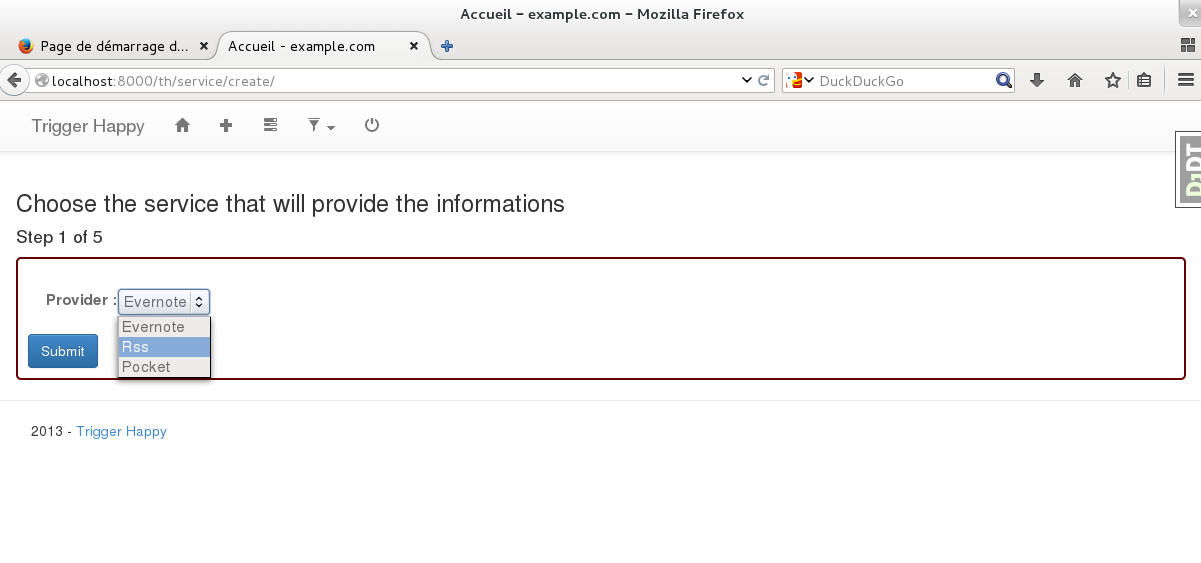 Accueil – example.com – Mozilla Firefox
Page de démarrage d... Accueil - example.com
localhost:8000/th/service/create/ DuckDuckGo
Trigger Happy
DjDT
Choose the service that will provide the informations
Step 1 of 5
Provider : Evernote
Evernote
Rss
Pocket
Submit
2013 - Trigger Happy